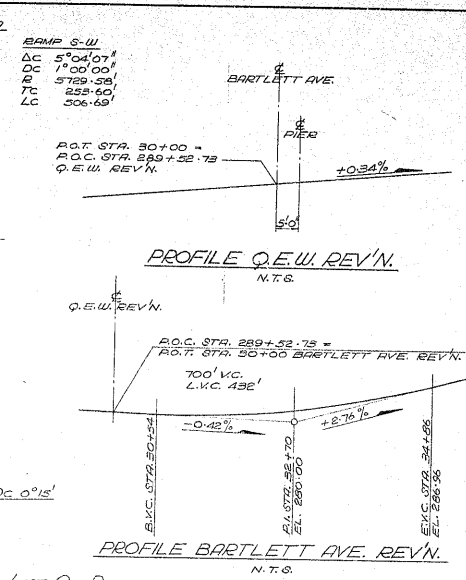 RAMP S-W
Δc 5°04'07"
Dc 1°00'00"
R 5729.58'
Tc 253.60'
Lc 506.69'
℄
BARTLETT AVE.
℄
PIER
P.O.T. STA. 30+00 =
P.O.C. STA. 289+52.73
Q.E.W. REV'N.
+0.34%
5'-0"
PROFILE Q.E.W. REV'N.
N.T.S.
℄
Q.E.W. REV'N.
P.O.C. STA. 289+52.73 =
P.O.T. STA. 30+00 BARTLETT AVE. REV'N.
700' V.C.
L.V.C. 432'
-0.42%
+2.76%
B.V.C. STA. 30+54
P.I. STA. 32+70
EL. 280.00
E.V.C. STA. 34+86
EL. 286.96
Dc 0°15'
PROFILE BARTLETT AVE. REV'N.
N.T.S.